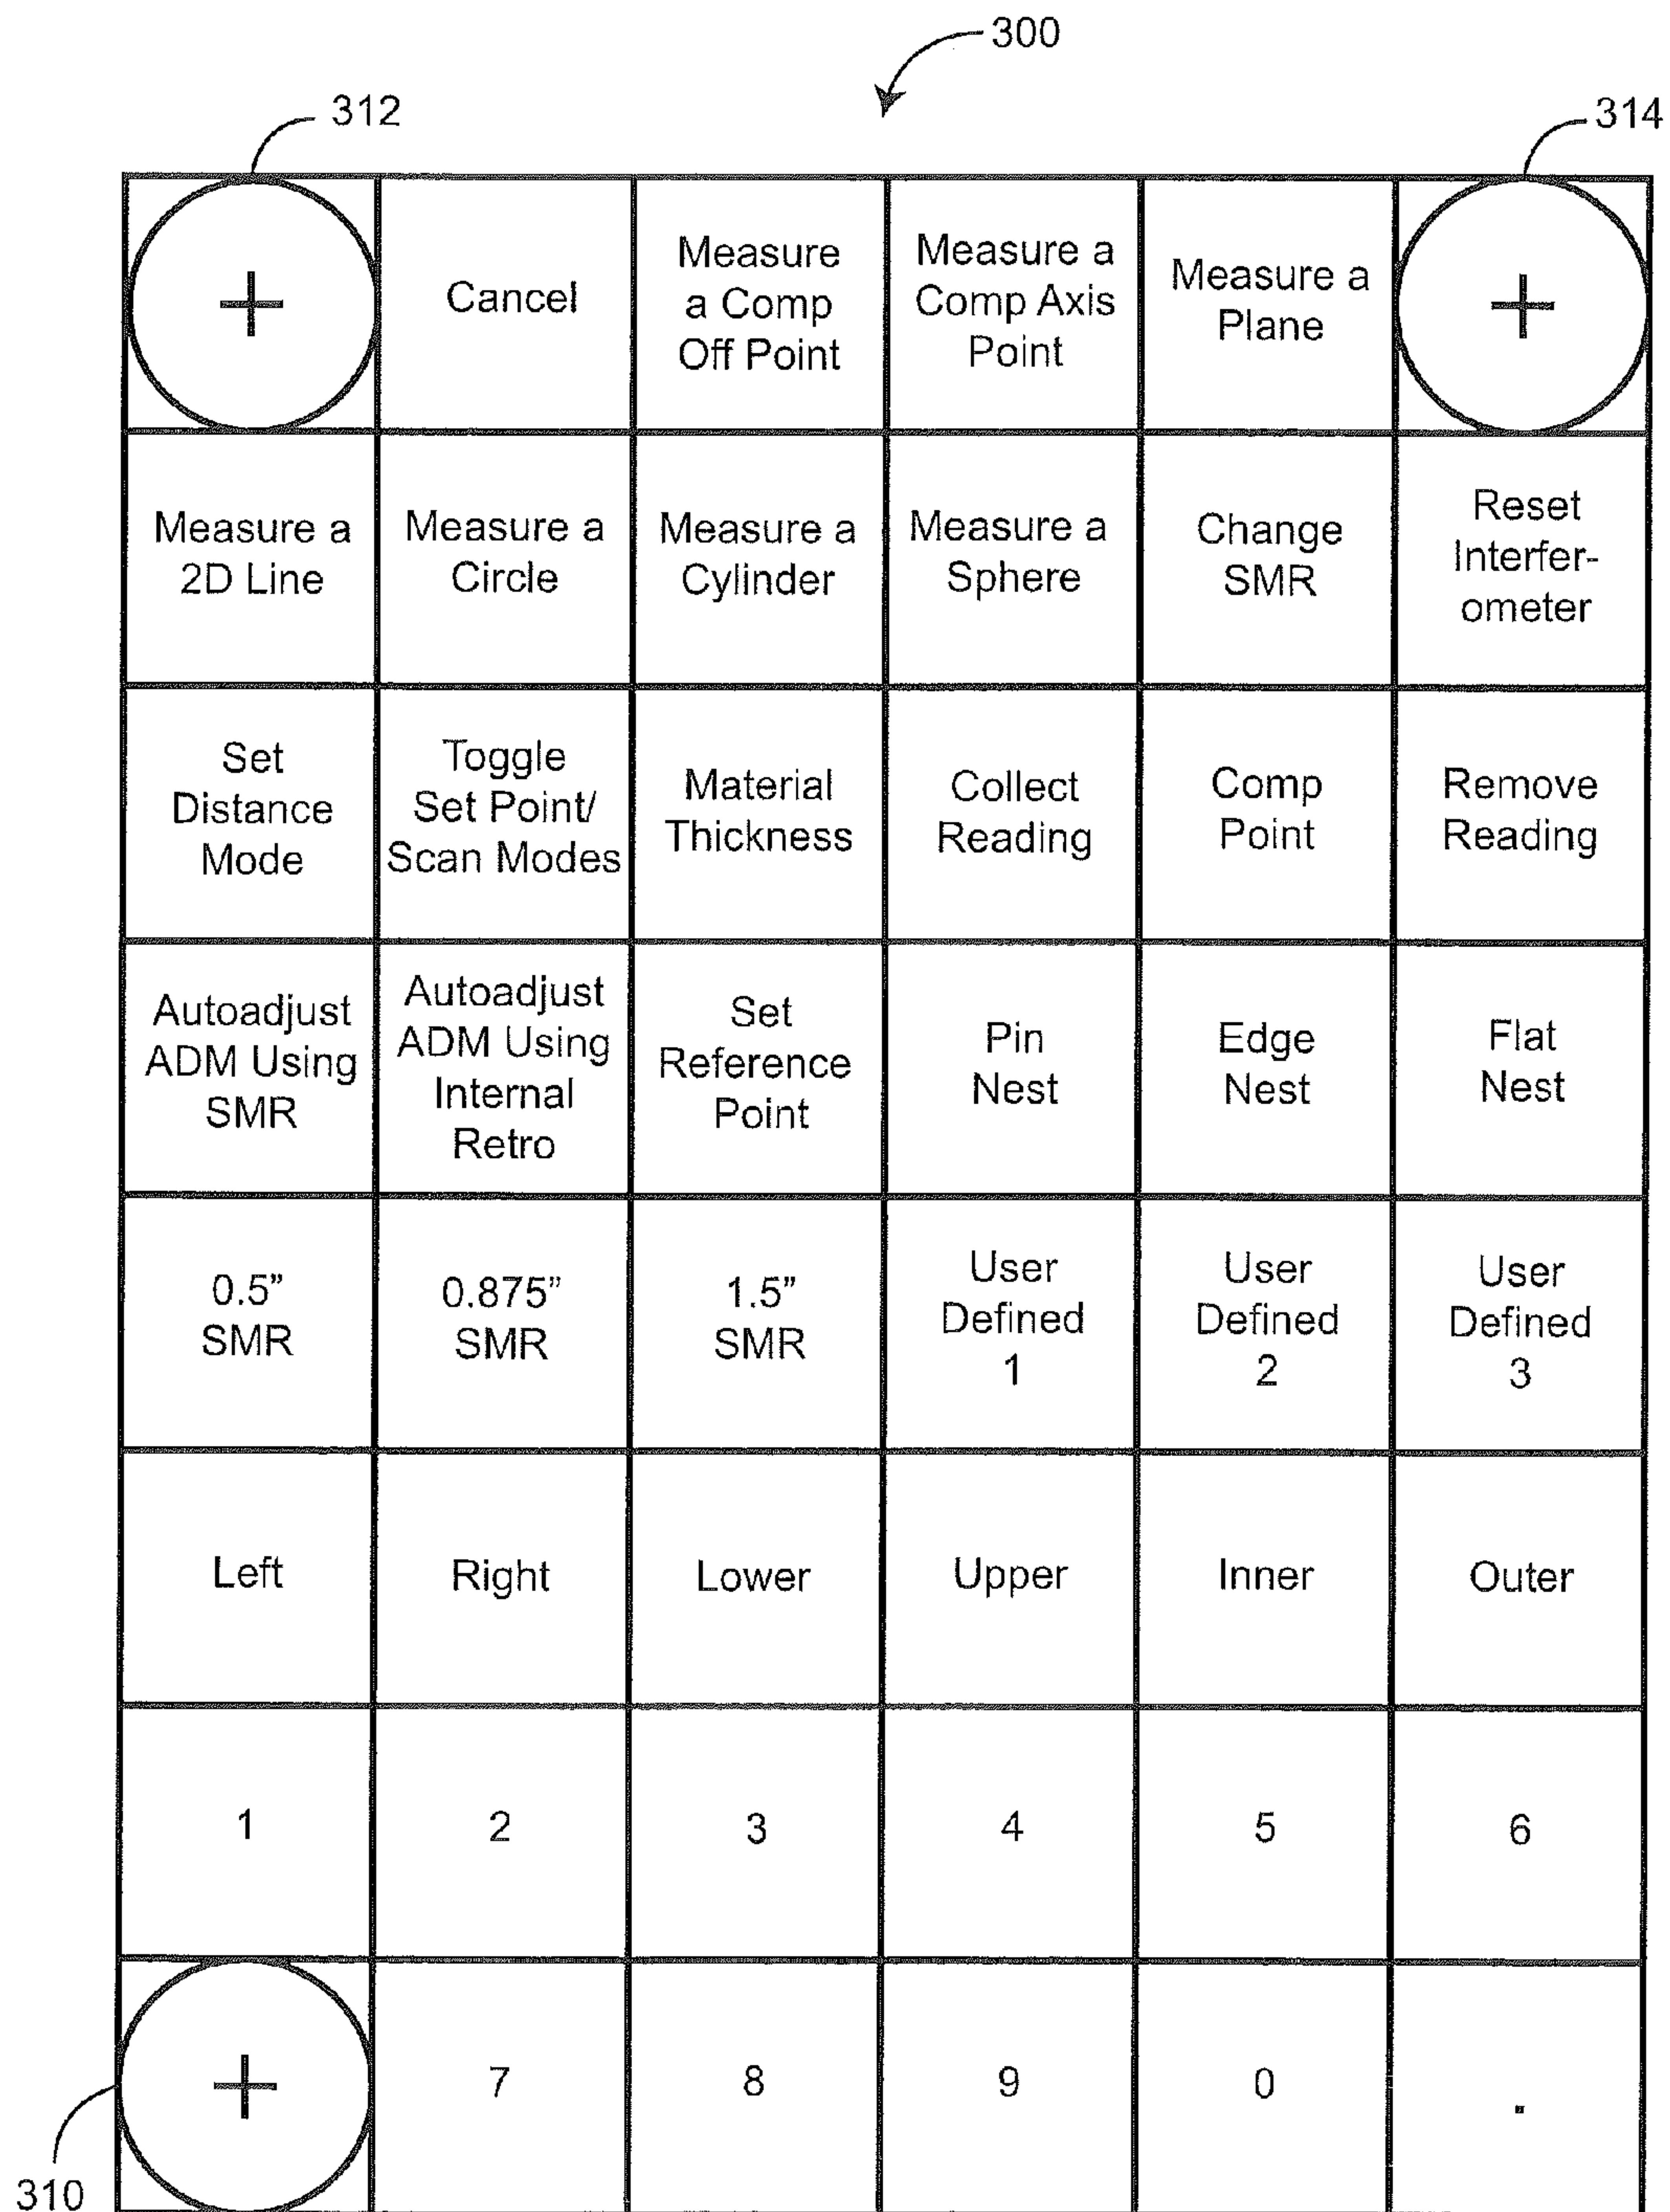 300
312
314
+
Cancel
Measure
a Comp
Off Point
Measure a
Comp Axis
Point
Measure a
Plane
+
Measure a
2D Line
Measure a
Circle
Measure a
Cylinder
Measure a
Sphere
Change
SMR
Reset
Interfer-
ometer
Set
Distance
Mode
Toggle
Set Point/
Scan Modes
Material
Thickness
Collect
Reading
Comp
Point
Remove
Reading
Autoadjust
ADM Using
SMR
Autoadjust
ADM Using
Internal
Retro
Set
Reference
Point
Pin
Nest
Edge
Nest
Flat
Nest
0.5”
SMR
0.875”
SMR
1.5”
SMR
User
Defined
1
User
Defined
2
User
Defined
3
Left
Right
Lower
Upper
Inner
Outer
1
2
3
4
5
6
+
7
8
9
0
.
310